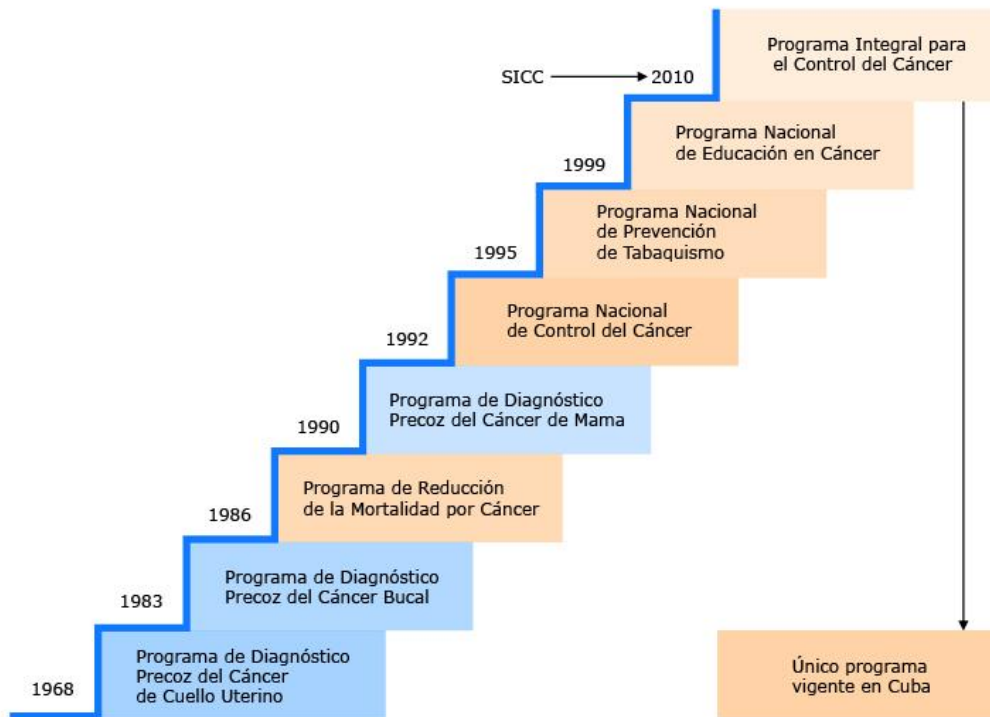 Programa Integral para
el Control del Cáncer
SICC
2010
Programa Nacional
de Educación en Cáncer
1999
Programa Nacional
de Prevención
de Tabaquismo
1995
Programa Nacional
de Control del Cáncer
1992
Programa de Diagnóstico
Precoz del Cáncer de Mama
1990
Programa de Reducción
de la Mortalidad por Cáncer
1986
Programa de Diagnóstico
Precoz del Cáncer Bucal
1983
Programa de Diagnóstico
Precoz del Cáncer
de Cuello Uterino
1968
Único programa
vigente en Cuba